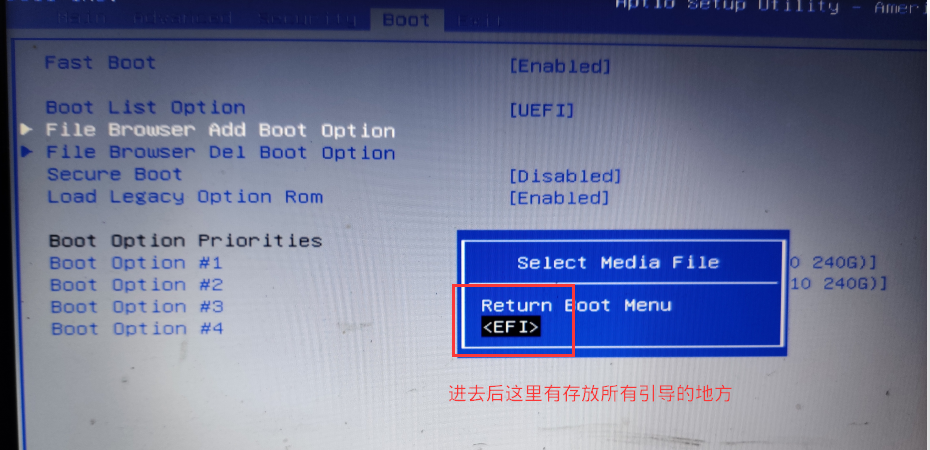 Aptio Setup Utility - Ameri
Main Advanced Security Boot Exit
Fast Boot [Enabled]
Boot List Option [UEFI]
File Browser Add Boot Option
File Browser Del Boot Option
Secure Boot [Disabled]
Load Legacy Option Rom [Enabled]
Boot Option Priorities
Boot Option #1 0 240G)]
Boot Option #2 10 240G)]
Boot Option #3
Boot Option #4
Select Media File
Return Boot Menu
<EFI>
进去后这里有存放所有引导的地方